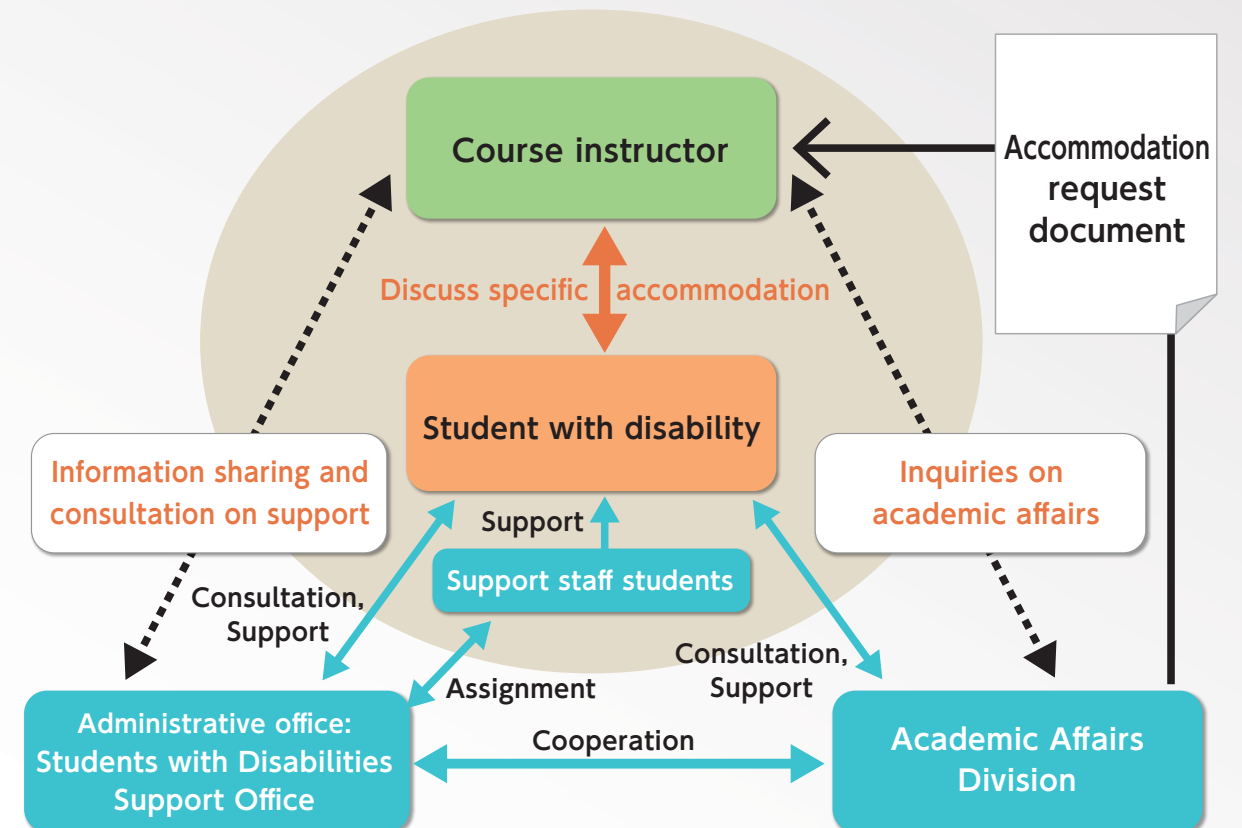 Course instructor
Accommodation
request
document
Discuss specific accommodation
Student with disability
Information sharing and
consultation on support
Inquiries on
academic affairs
Support
Support staff students
Consultation,
Support
Consultation,
Support
Assignment
Administrative office:
Students with Disabilities
Support Office
Cooperation
Academic Affairs
Division